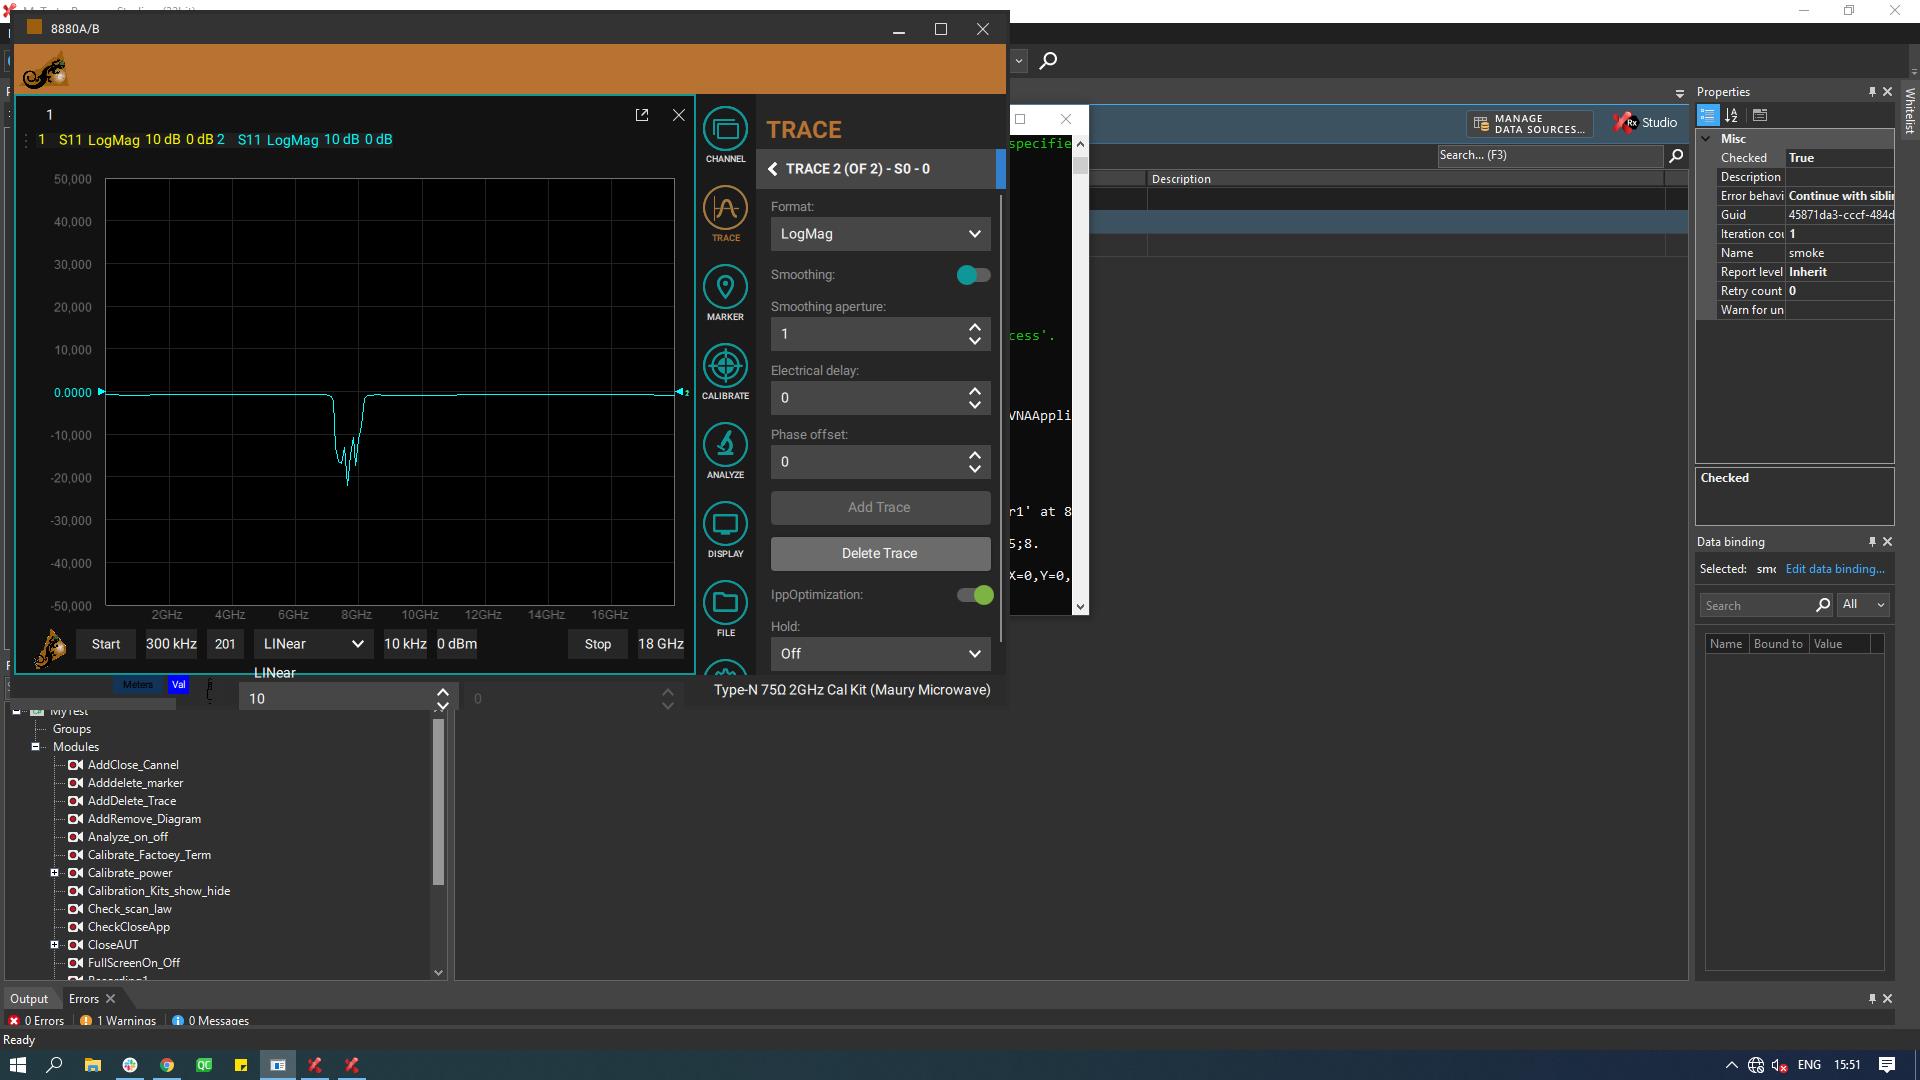 8880A/B
1
1 S11 LogMag 10 dB 0 dB 2 S11 LogMag 10 dB 0 dB
50,000
40,000
30,000
20,000
10,000
0.0000
-10,000
-20,000
-30,000
-40,000
-50,000
2
2GHz 4GHz 6GHz 8GHz 10GHz 12GHz 14GHz 16GHz
Start 300 kHz 201 LINear 10 kHz 0 dBm Stop 18 GHz
LINear
Meters Val
10
0
CHANNEL
TRACE
MARKER
CALIBRATE
ANALYZE
DISPLAY
FILE
TRACE
TRACE 2 (OF 2) - S0 - 0
Format:
LogMag
Smoothing:
Smoothing aperture:
1
Electrical delay:
0
Phase offset:
0
Add Trace
Delete Trace
IppOptimization:
Hold:
Off
Type-N 75Ω 2GHz Cal Kit (Maury Microwave)
specifie
cess'.
VNAAppli
r1' at 8
5;8.
X=0,Y=0,
MANAGE
DATA SOURCES...
Rx Studio
Search... (F3)
Description
Properties
Whitelist
Misc
Checked True
Description
Error behavi Continue with siblin
Guid 45871da3-cccf-484d
Iteration cou 1
Name smoke
Report level Inherit
Retry count 0
Warn for un
Checked
Data binding
Selected: smo Edit data binding...
Search All
Name Bound to Value
MyTest
Groups
Modules
AddClose_Cannel
Adddelete_marker
AddDelete_Trace
AddRemove_Diagram
Analyze_on_off
Calibrate_Factoey_Term
Calibrate_power
Calibration_Kits_show_hide
Check_scan_law
CheckCloseApp
CloseAUT
FullScreenOn_Off
Recording1
Output Errors
0 Errors 1 Warnings 0 Messages
Ready
QC
ENG 15:51